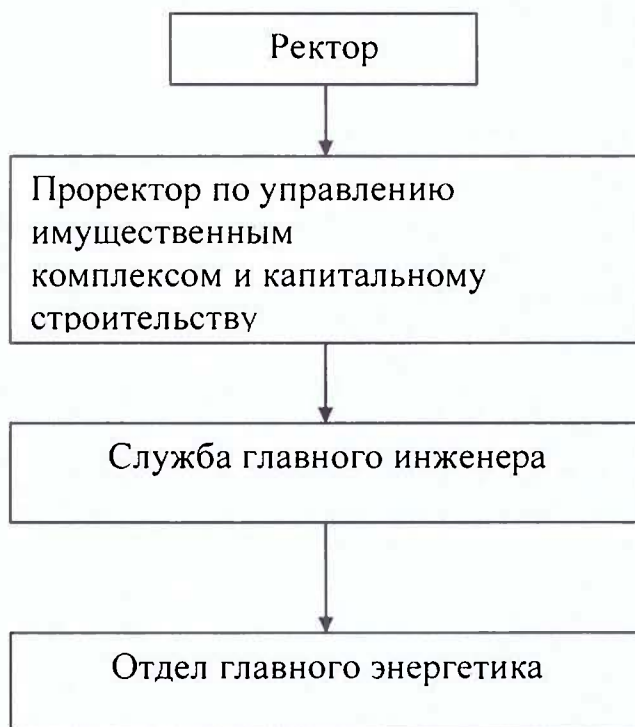 Ректор
Проректор по управлению
имущественным
комплексом и капитальному
строительству
Служба главного инженера
Отдел главного энергетика